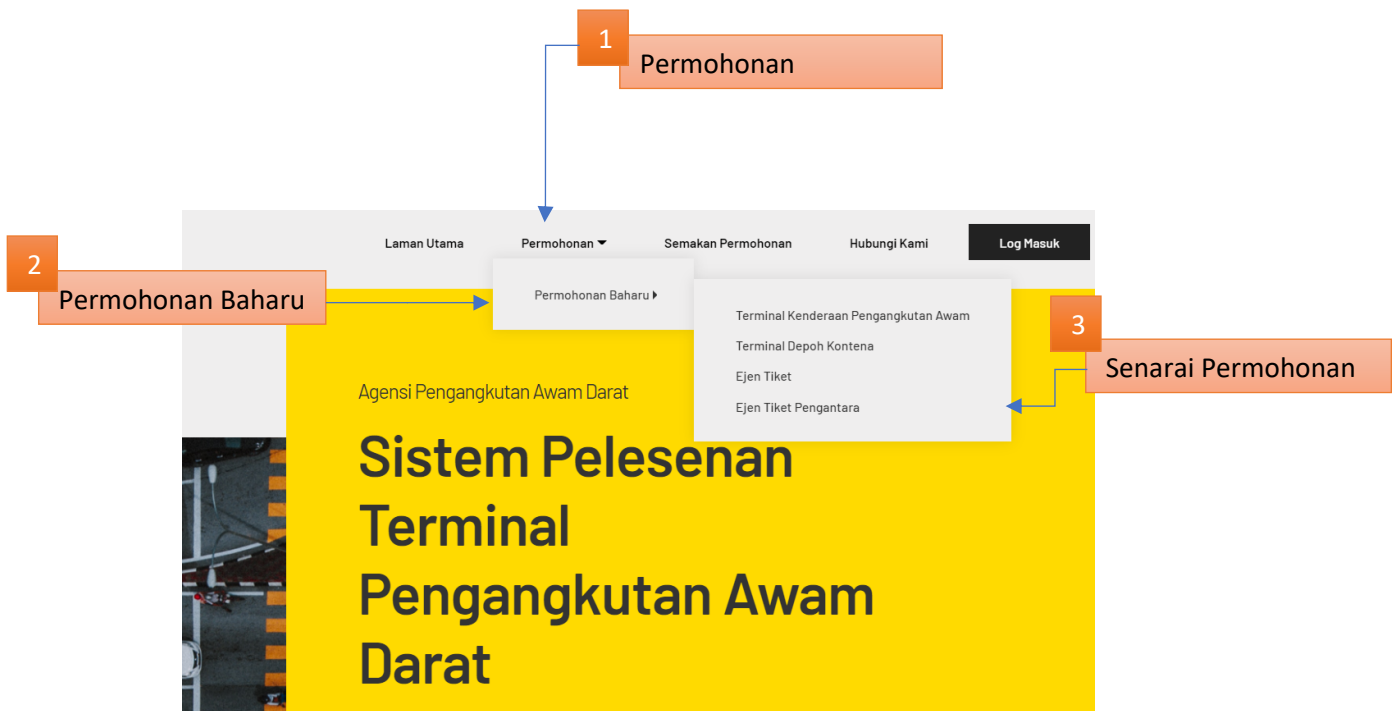 1
Permohonan
Laman Utama
Permohonan
Semakan Permohonan
Hubungi Kami
Log Masuk
2
Permohonan Baharu
Permohonan Baharu
Terminal Kenderaan Pengangkutan Awam
Terminal Depoh Kontena
Ejen Tiket
Ejen Tiket Pengantara
3
Senarai Permohonan
Agensi Pengangkutan Awam Darat
Sistem Pelesenan
Terminal
Pengangkutan Awam
Darat